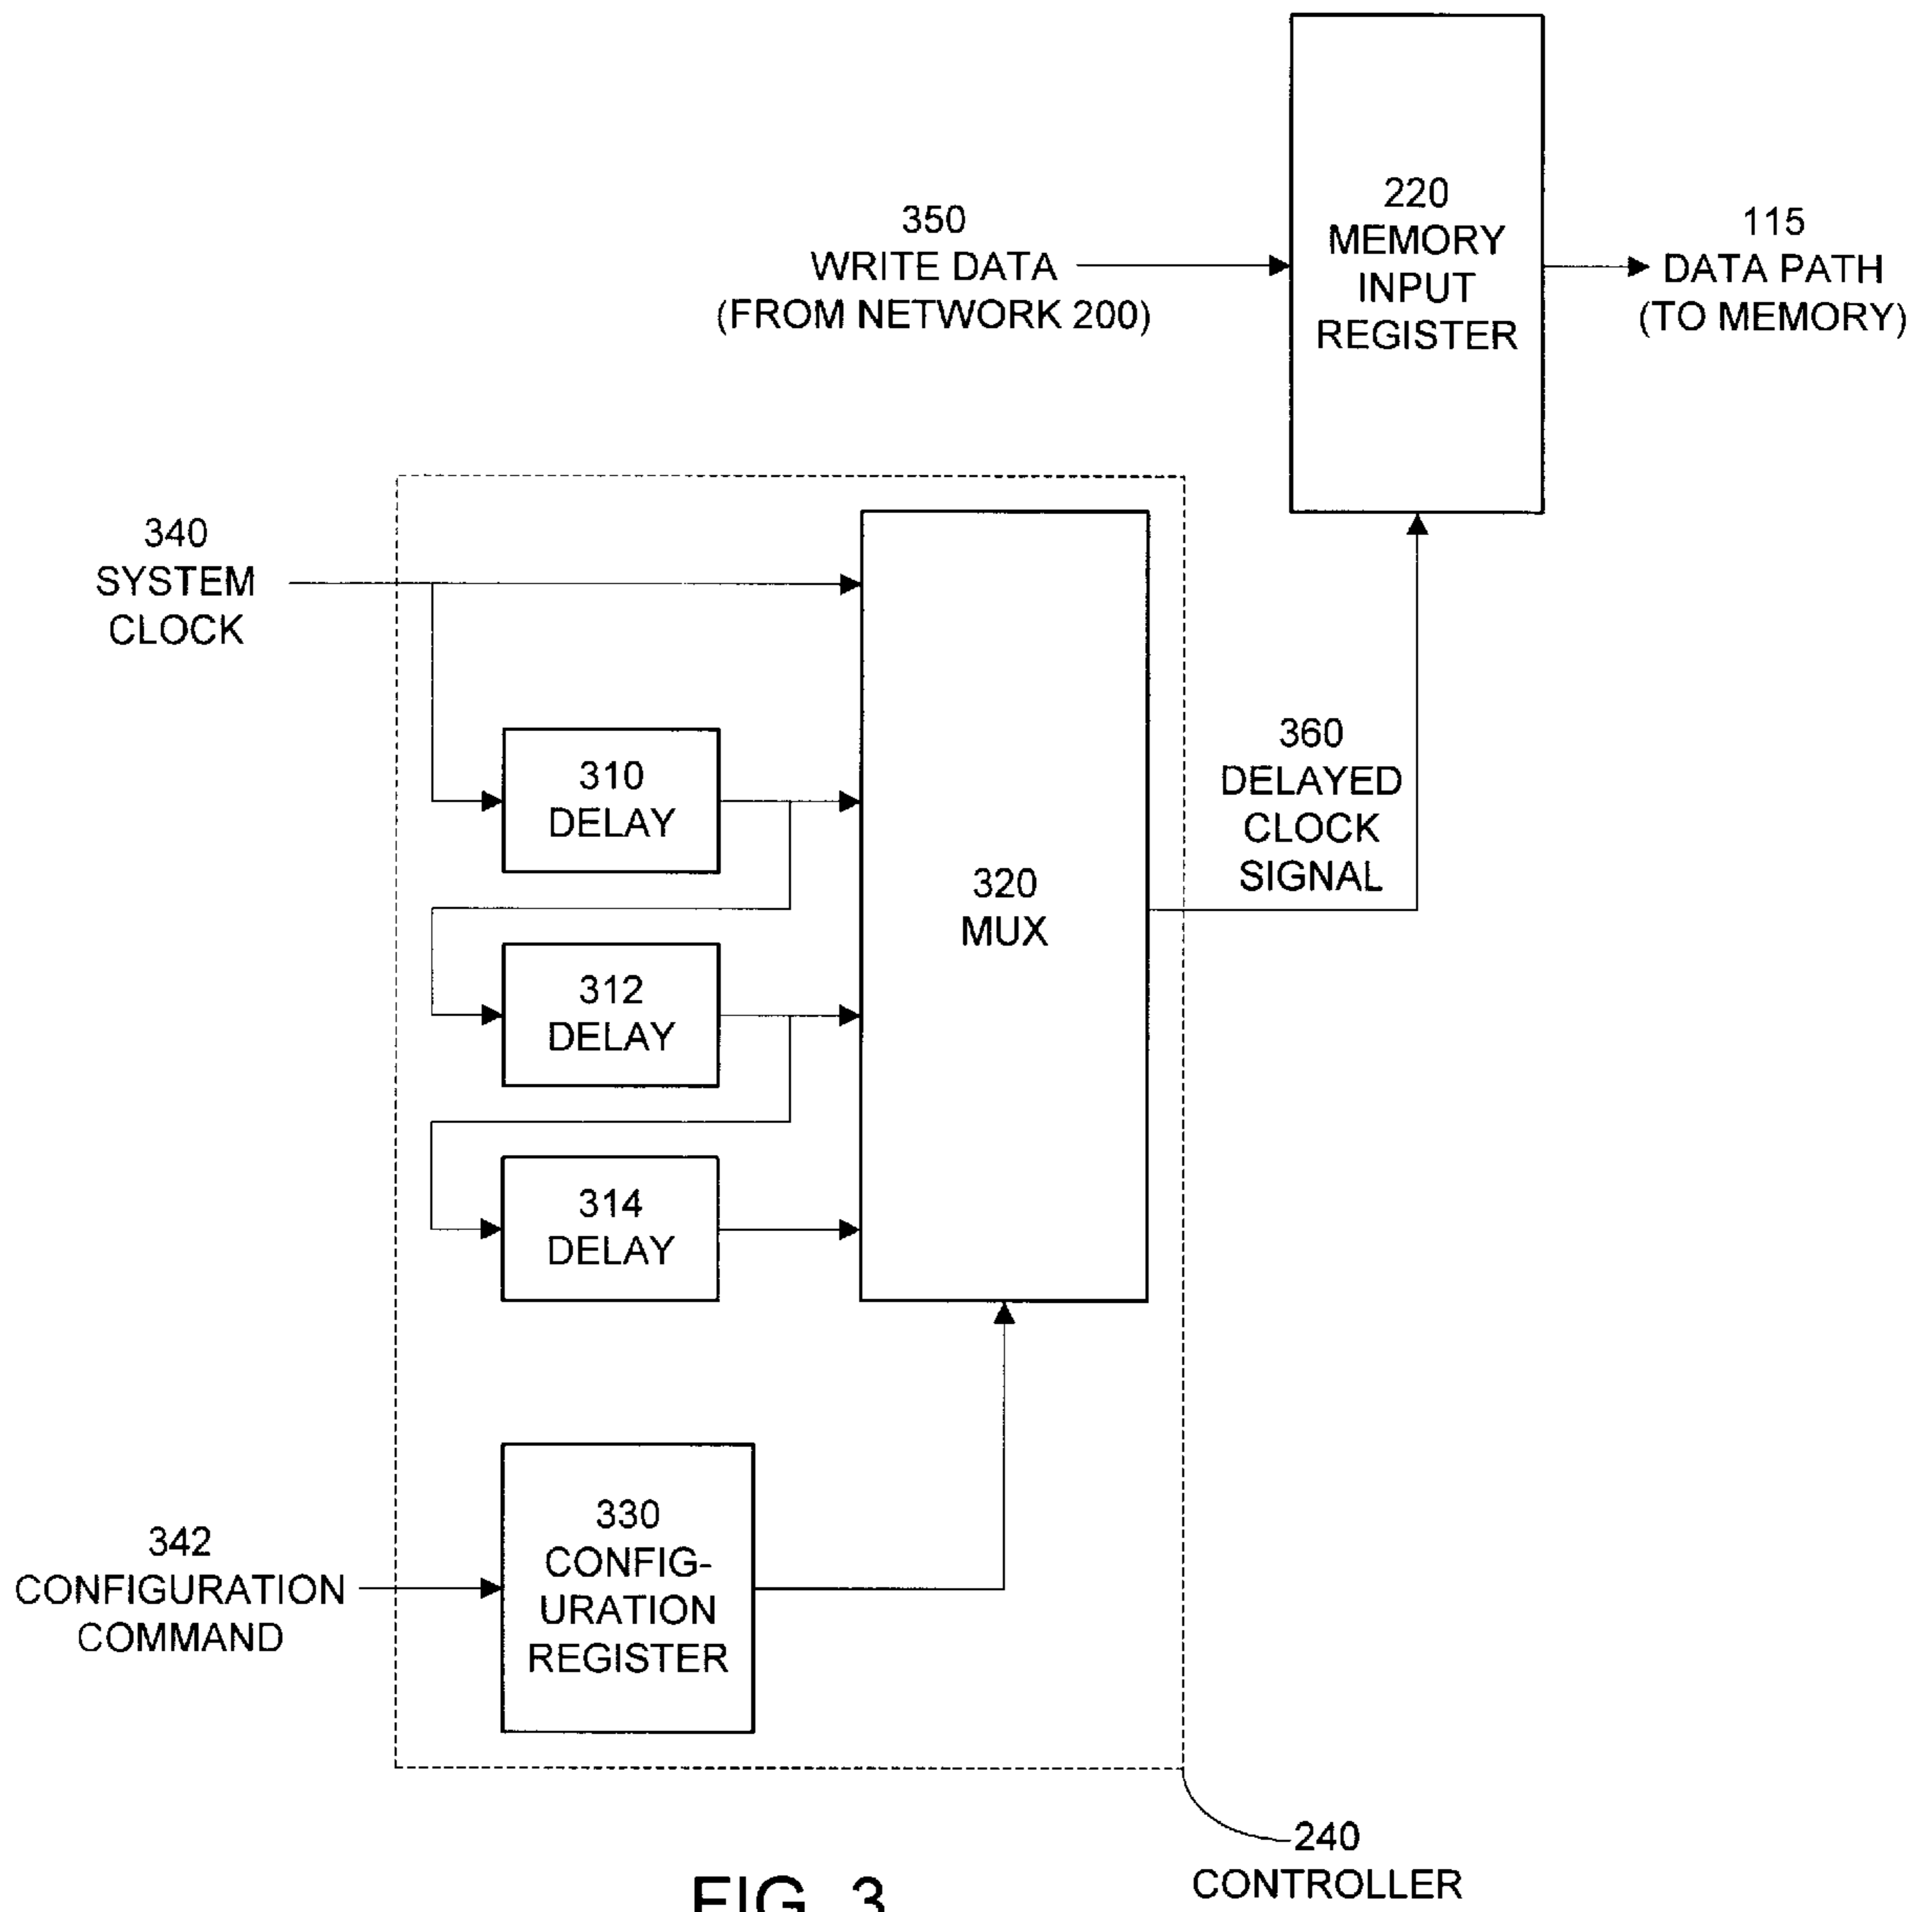 220
MEMORY
INPUT
REGISTER
350
WRITE DATA
(FROM NETWORK 200)
115
DATA PATH
(TO MEMORY)
340
SYSTEM
CLOCK
310
DELAY
312
DELAY
314
DELAY
320
MUX
360
DELAYED
CLOCK
SIGNAL
330
CONFIG-
URATION
REGISTER
342
CONFIGURATION
COMMAND
240
CONTROLLER
FIG. 3